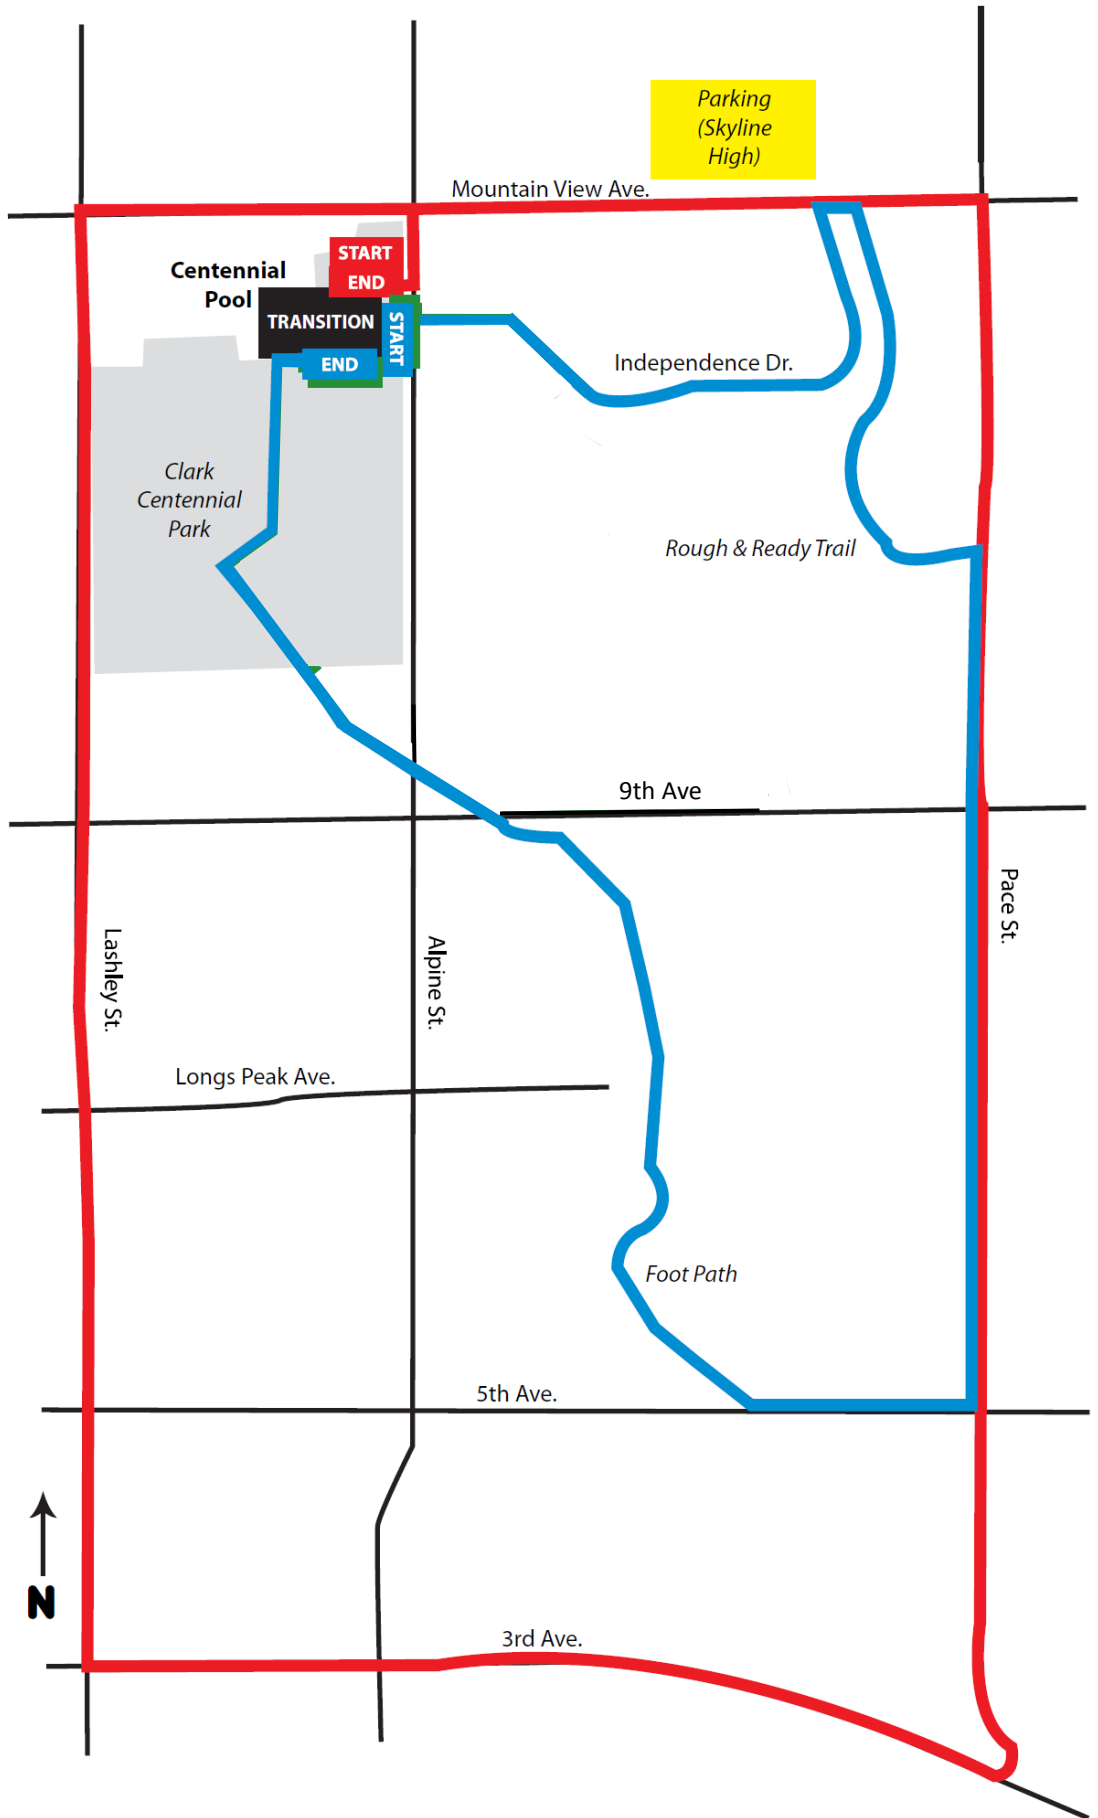 Parking
(Skyline
High)
Mountain View Ave.
START
END
Centennial
Pool
TRANSITION
START
END
Independence Dr.
Clark
Centennial
Park
Rough & Ready Trail
9th Ave
Pace St.
Lashley St.
Alpine St.
Longs Peak Ave.
Foot Path
5th Ave.
N
3rd Ave.